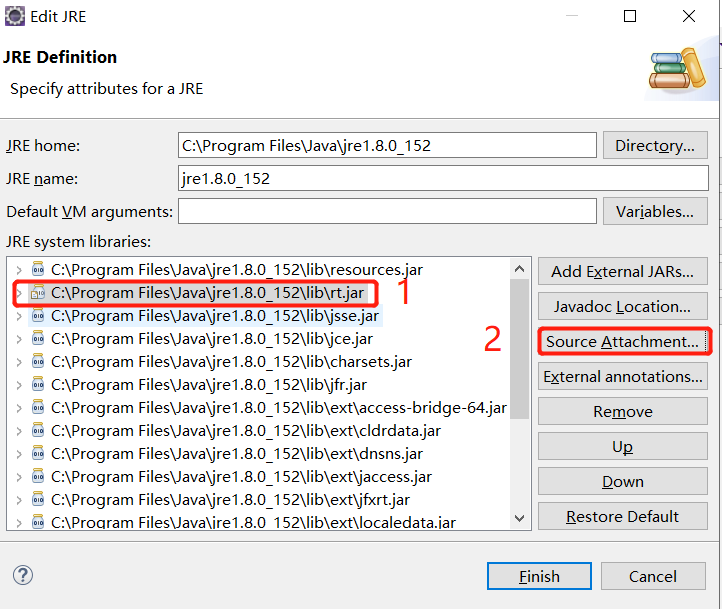 Edit JRE
JRE Definition
Specify attributes for a JRE
JRE home:
C:\Program Files\Java\jre1.8.0_152
Directory...
JRE name:
jre1.8.0_152
Default VM arguments:
Variables...
JRE system libraries:
C:\Program Files\Java\jre1.8.0_152\lib\resources.jar
C:\Program Files\Java\jre1.8.0_152\lib\rt.jar
1
C:\Program Files\Java\jre1.8.0_152\lib\jsse.jar
C:\Program Files\Java\jre1.8.0_152\lib\jce.jar
C:\Program Files\Java\jre1.8.0_152\lib\charsets.jar
C:\Program Files\Java\jre1.8.0_152\lib\jfr.jar
C:\Program Files\Java\jre1.8.0_152\lib\ext\access-bridge-64.jar
C:\Program Files\Java\jre1.8.0_152\lib\ext\cldrdata.jar
C:\Program Files\Java\jre1.8.0_152\lib\ext\dnsns.jar
C:\Program Files\Java\jre1.8.0_152\lib\ext\jaccess.jar
C:\Program Files\Java\jre1.8.0_152\lib\ext\jfxrt.jar
C:\Program Files\Java\jre1.8.0_152\lib\ext\localedata.jar
Add External JARs...
Javadoc Location...
2
Source Attachment...
External annotations...
Remove
Up
Down
Restore Default
?
Finish
Cancel